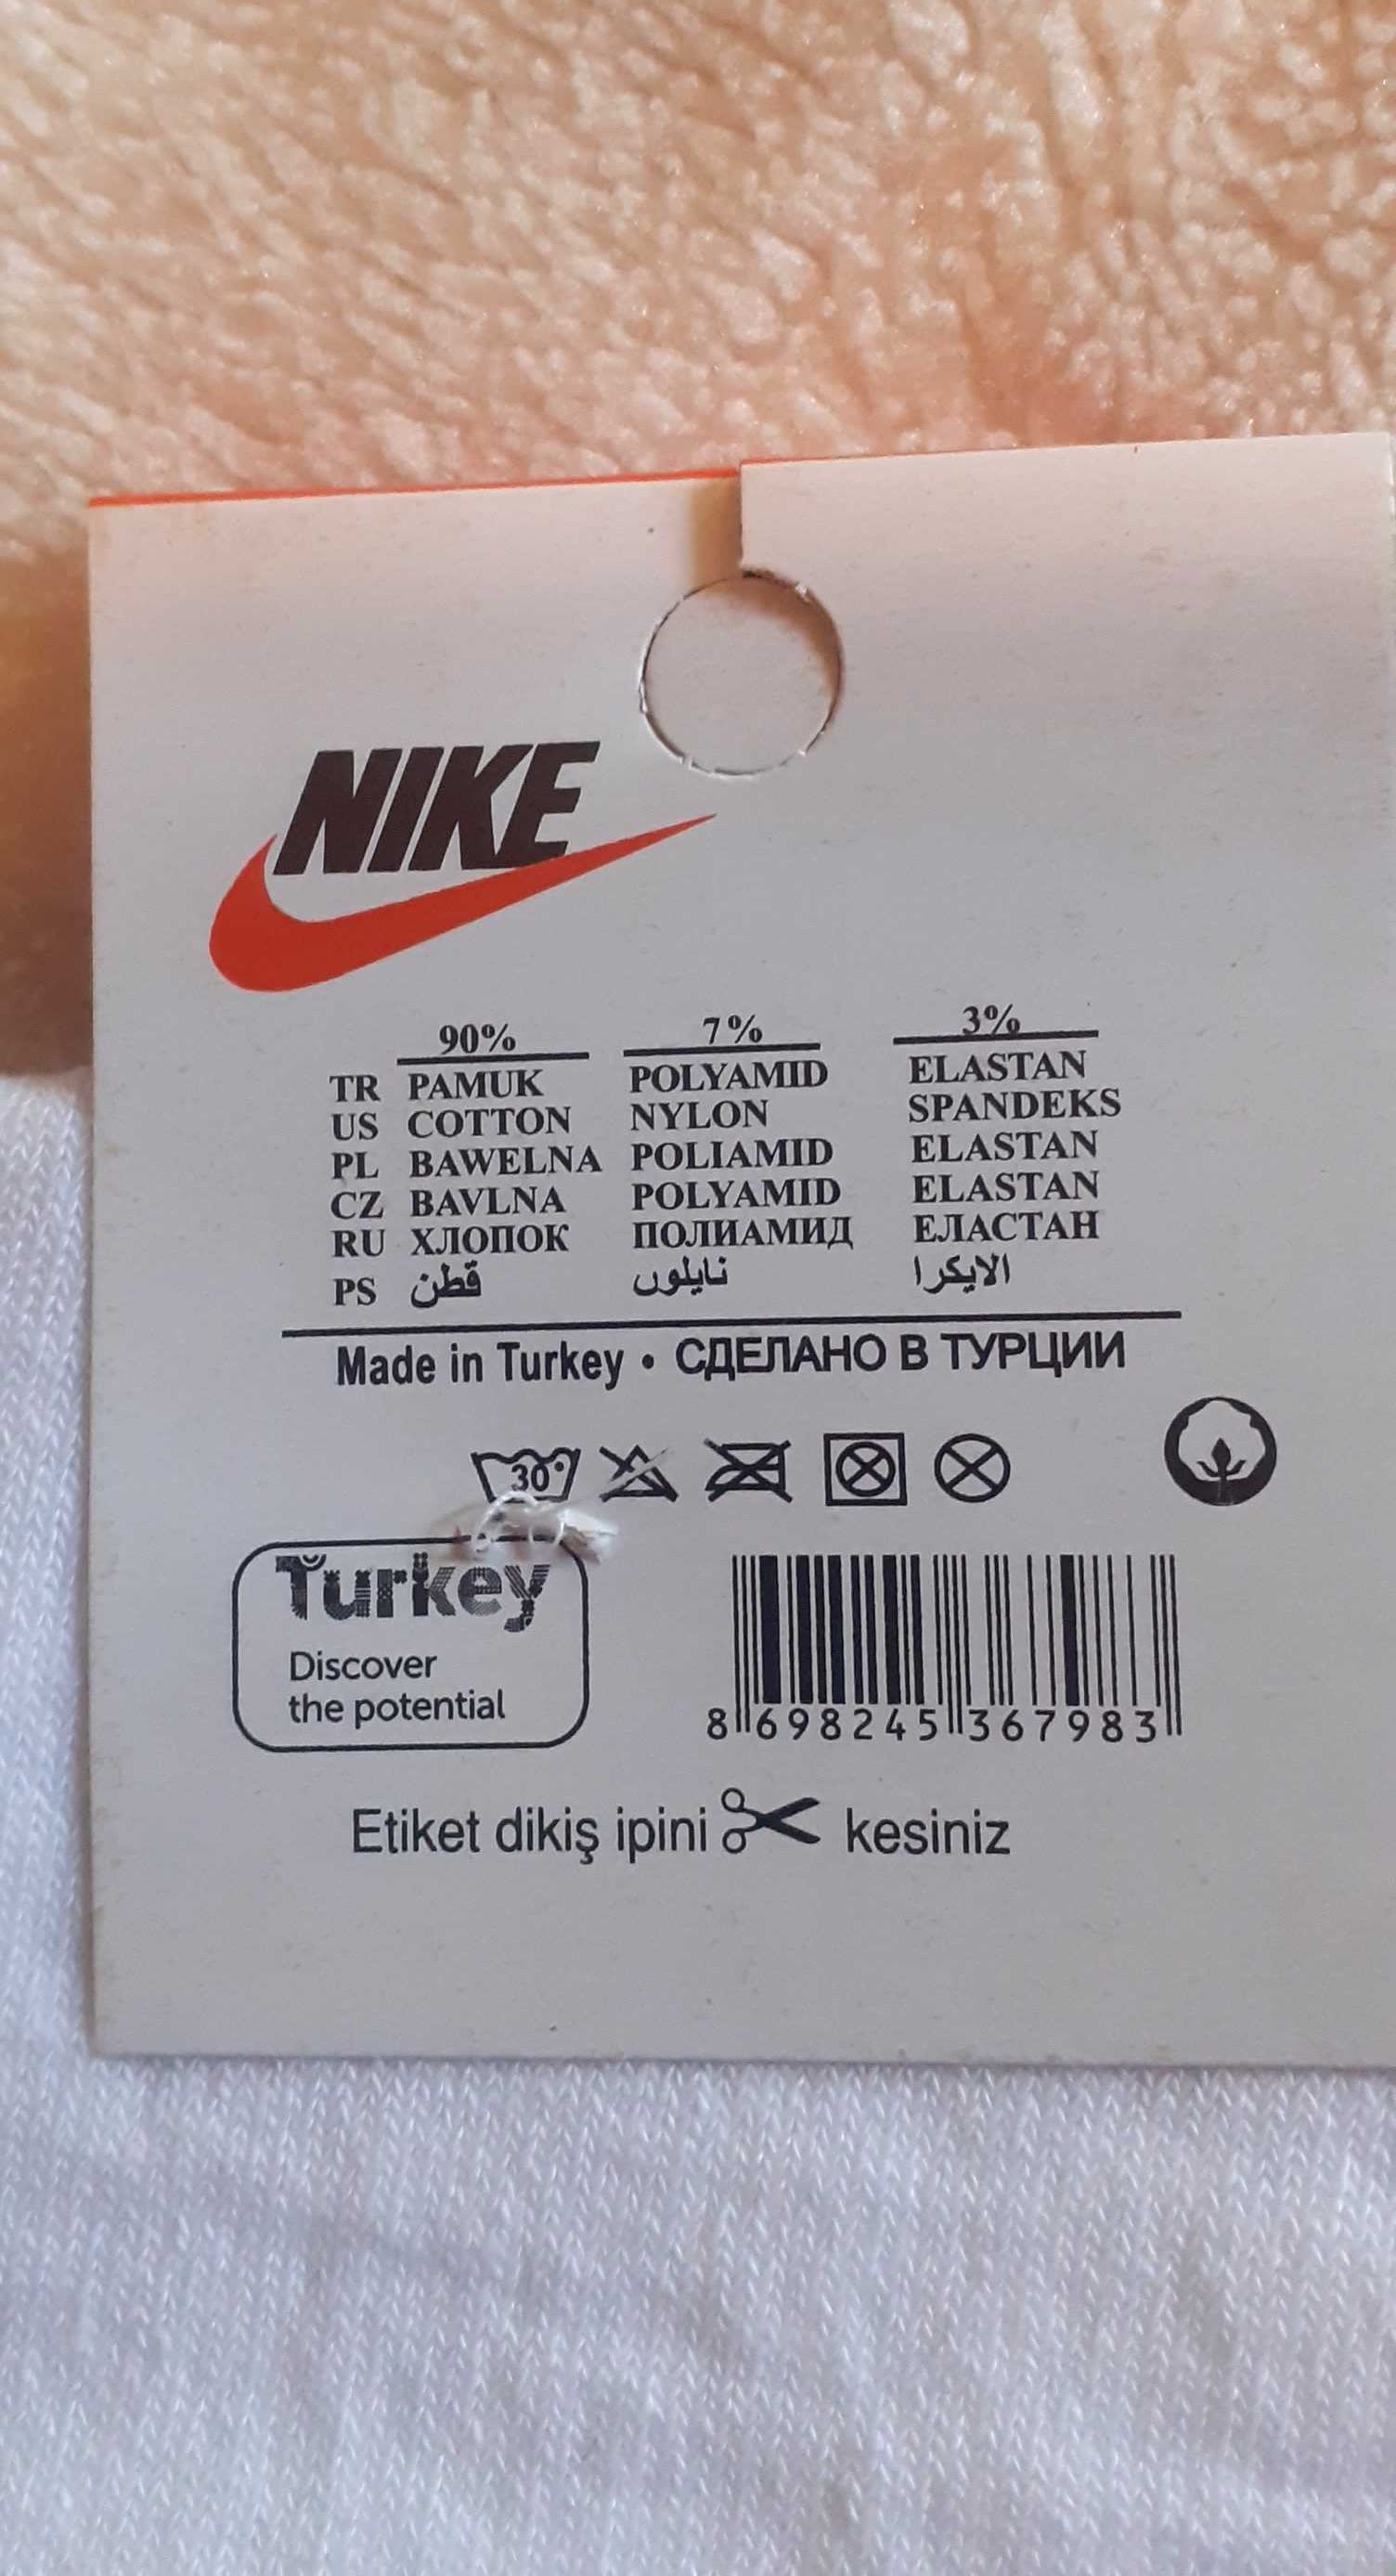 NIKE
90% 7% 3%
TR PAMUK POLYAMID ELASTAN
US COTTON NYLON SPANDEKS
PL BAWELNA POLIAMID ELASTAN
CZ BAVLNA POLYAMID ELASTAN
RU ХЛОПОК ПОЛИАМИД ЕЛАСТАН
PS قطن نايلون الايكرا
Made in Turkey • СДЕЛАНО В ТУРЦИИ
30°
Turkey
Discover
the potential
8 698245 367983
Etiket dikiş ipini kesiniz